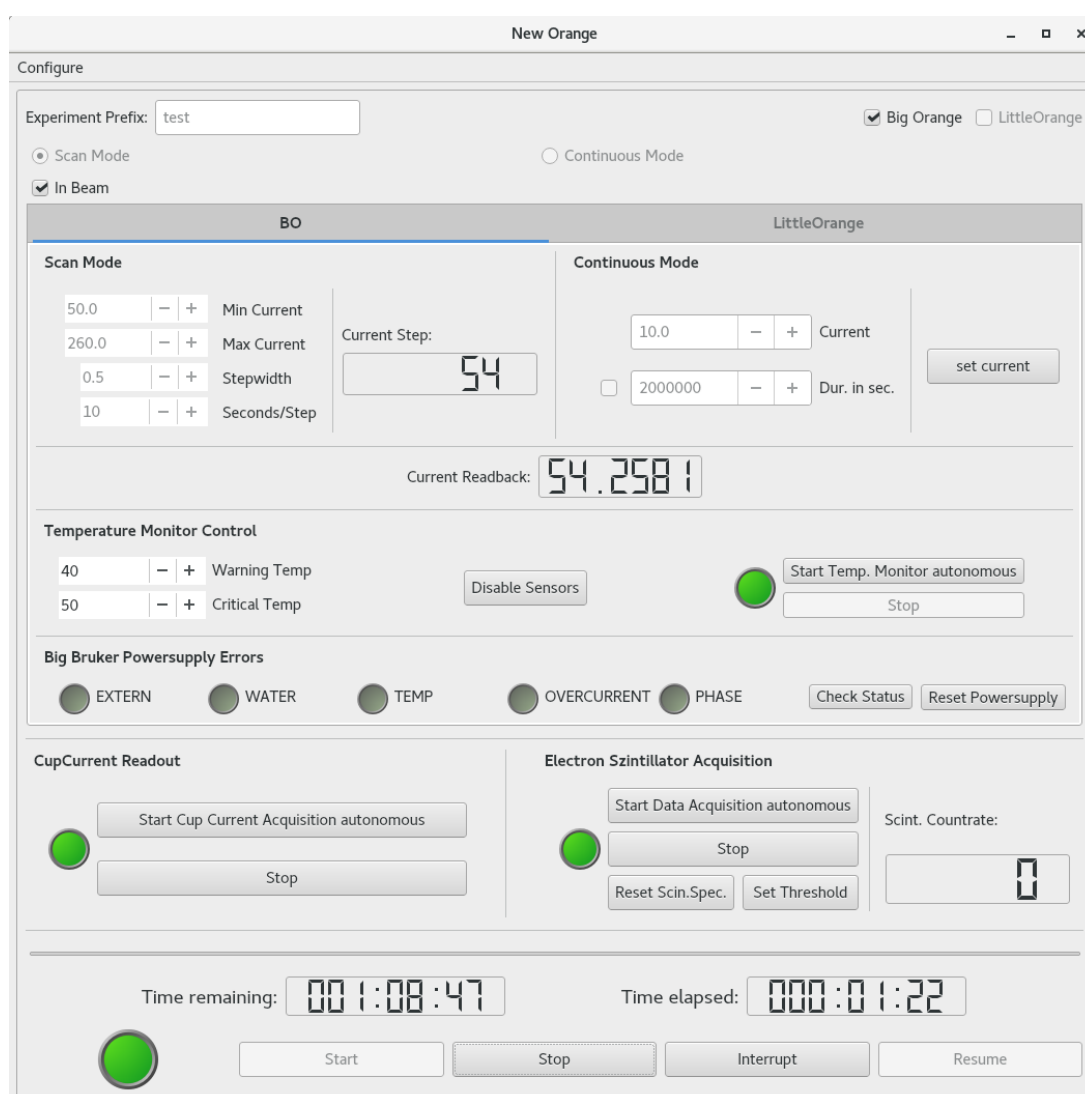 New Orange
Configure
Experiment Prefix: test
Big Orange LittleOrange
Scan Mode Continuous Mode
In Beam
BO LittleOrange
Scan Mode Continuous Mode
50.0 − + Min Current
260.0 − + Max Current
0.5 − + Stepwidth
10 − + Seconds/Step
Current Step:
54
10.0 − + Current
2000000 − + Dur. in sec.
set current
Current Readback: 54.2581
Temperature Monitor Control
40 − + Warning Temp
50 − + Critical Temp
Disable Sensors
Start Temp. Monitor autonomous
Stop
Big Bruker Powersupply Errors
EXTERN WATER TEMP OVERCURRENT PHASE Check Status Reset Powersupply
CupCurrent Readout
Start Cup Current Acquisition autonomous
Stop
Electron Szintillator Acquisition
Start Data Acquisition autonomous
Stop
Reset Scin.Spec. Set Threshold
Scint. Countrate:
0
Time remaining: 001:08:47 Time elapsed: 000:01:22
Start Stop Interrupt Resume